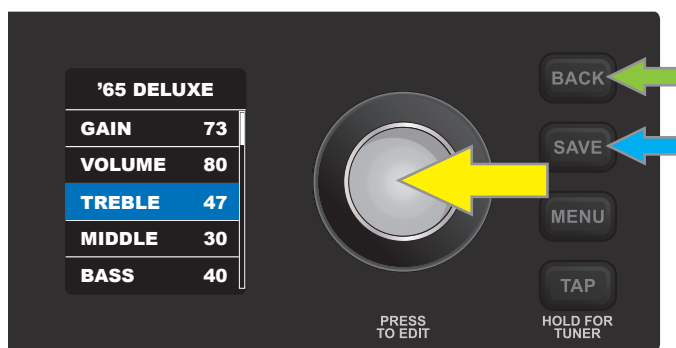 ’65 DELUXE
GAIN 73
VOLUME 80
TREBLE 47
MIDDLE 30
BASS 40
PRESS
TO EDIT
BACK
SAVE
MENU
TAP
HOLD FOR
TUNER